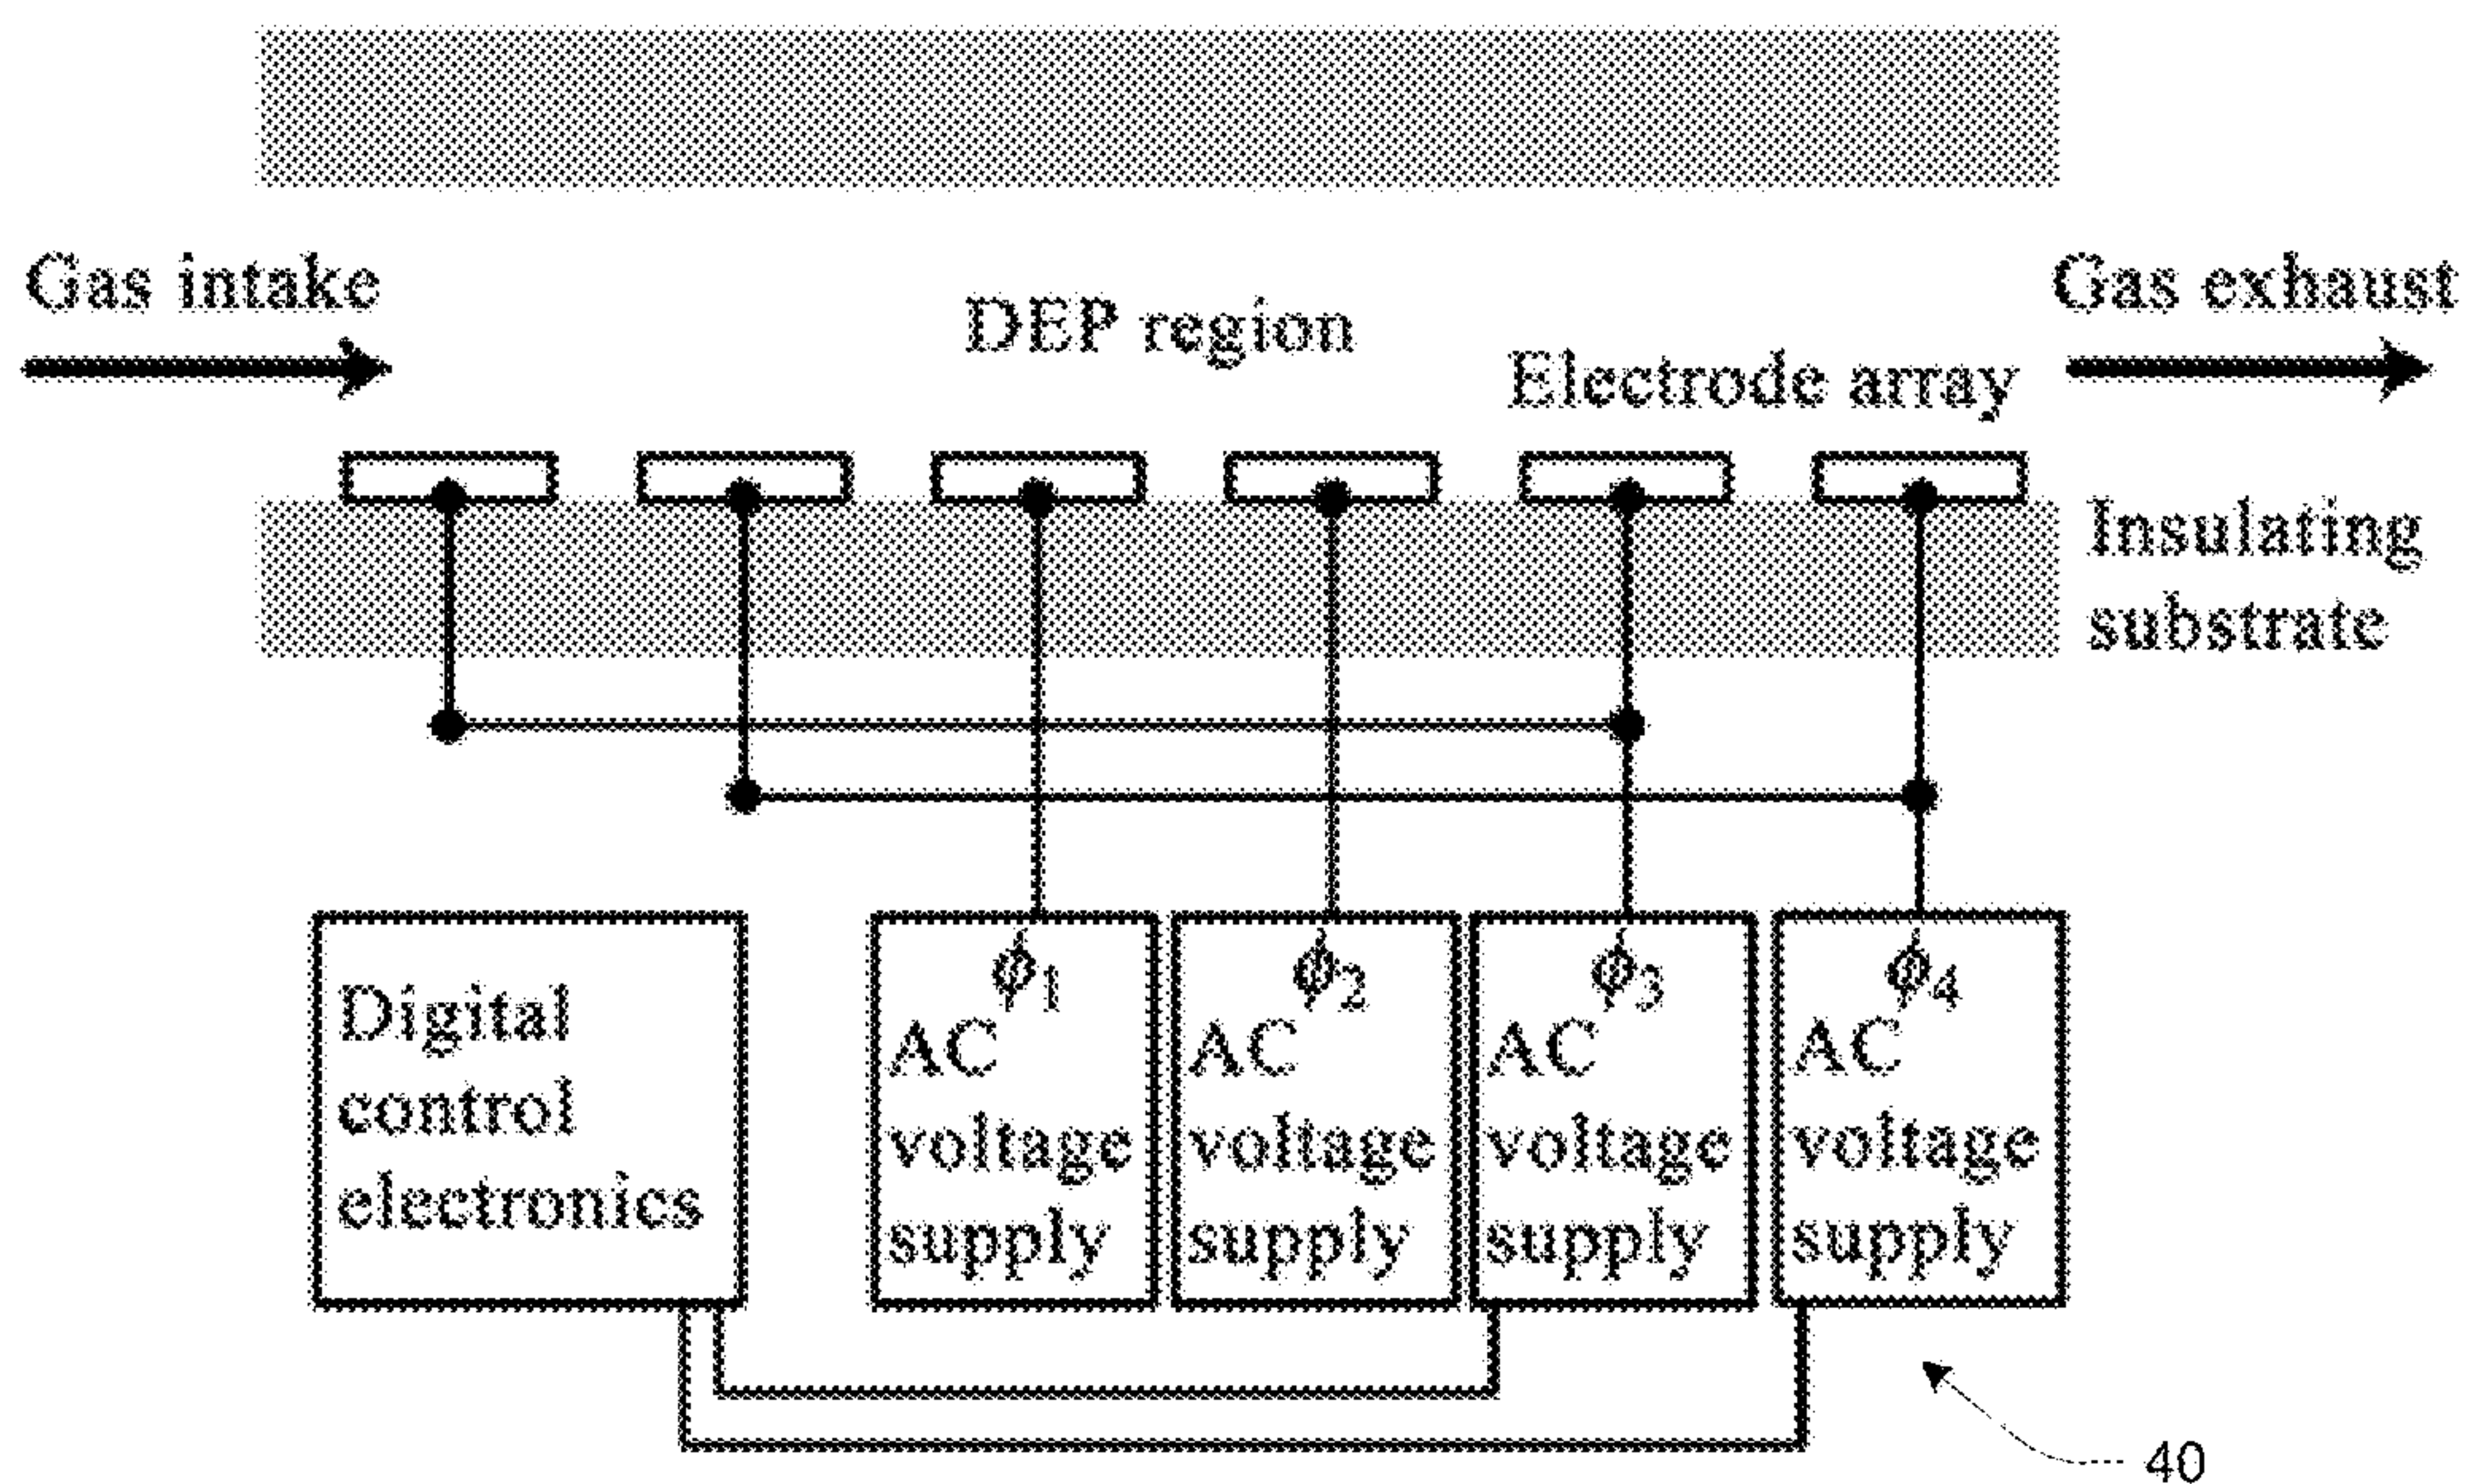 Gas intake
DEP region
Gas exhaust
Electrode array
Insulating
substrate
Digital
control
electronics
ϕ1
AC
voltage
supply
ϕ2
AC
voltage
supply
ϕ3
AC
voltage
supply
ϕ4
AC
voltage
supply
40